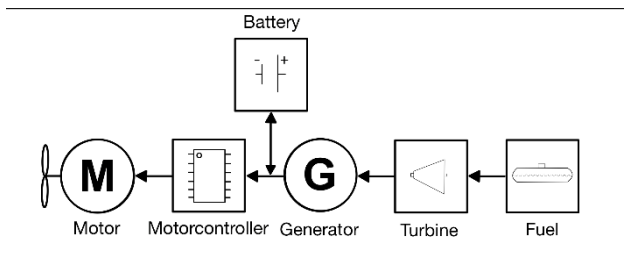 Battery
- +
M
G
Motor
Motorcontroller
Generator
Turbine
Fuel